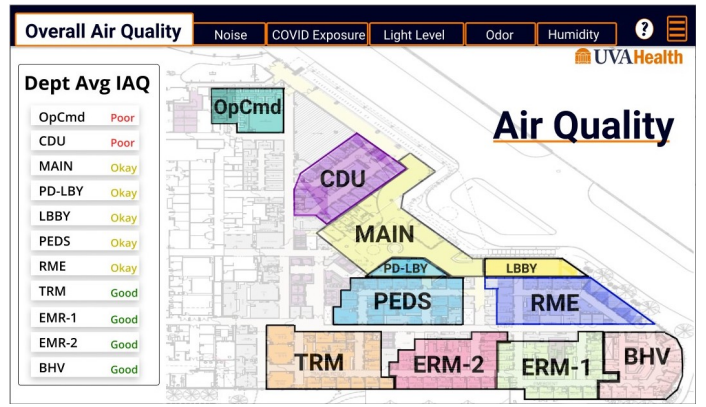 Overall Air Quality
Noise
COVID Exposure
Light Level
Odor
Humidity
?
UVAHealth
Dept Avg IAQ
OpCmd Poor
CDU Poor
MAIN Okay
PD-LBY Okay
LBBY Okay
PEDS Okay
RME Okay
TRM Good
EMR-1 Good
EMR-2 Good
BHV Good
Air Quality
OpCmd
CDU
MAIN
PD-LBY
LBBY
PEDS
RME
TRM
ERM-2
ERM-1
BHV